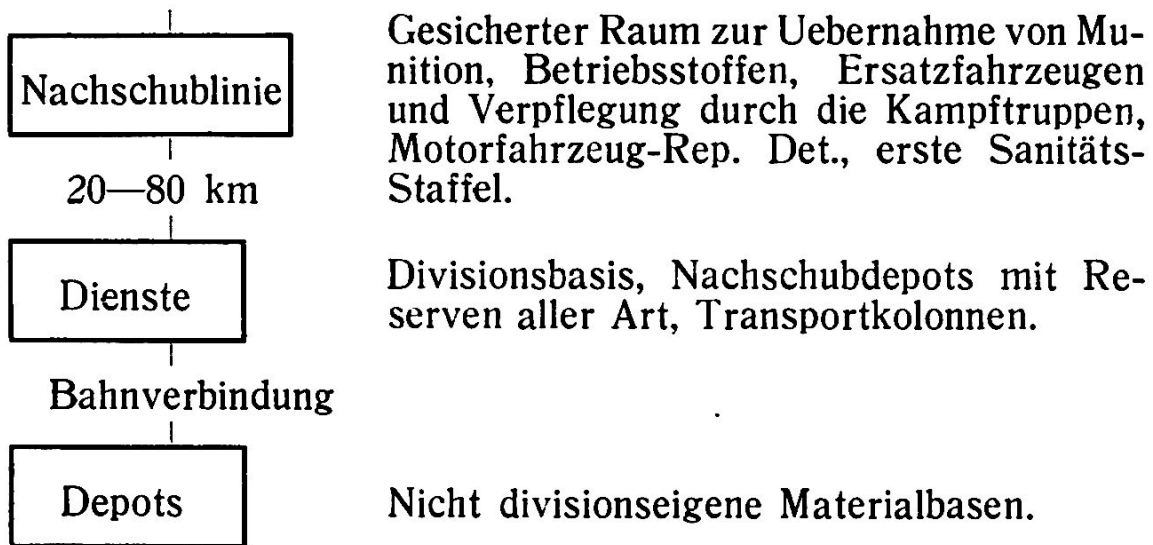 Nachschublinie
Gesicherter Raum zur Uebernahme von Mu-
nition, Betriebsstoffen, Ersatzfahrzeugen
und Verpflegung durch die Kampftruppen,
Motorfahrzeug-Rep. Det., erste Sanitäts-
Staffel.
20—80 km
Dienste
Divisionsbasis, Nachschubdepots mit Re-
serven aller Art, Transportkolonnen.
Bahnverbindung
Depots
Nicht divisionseigene Materialbasen.